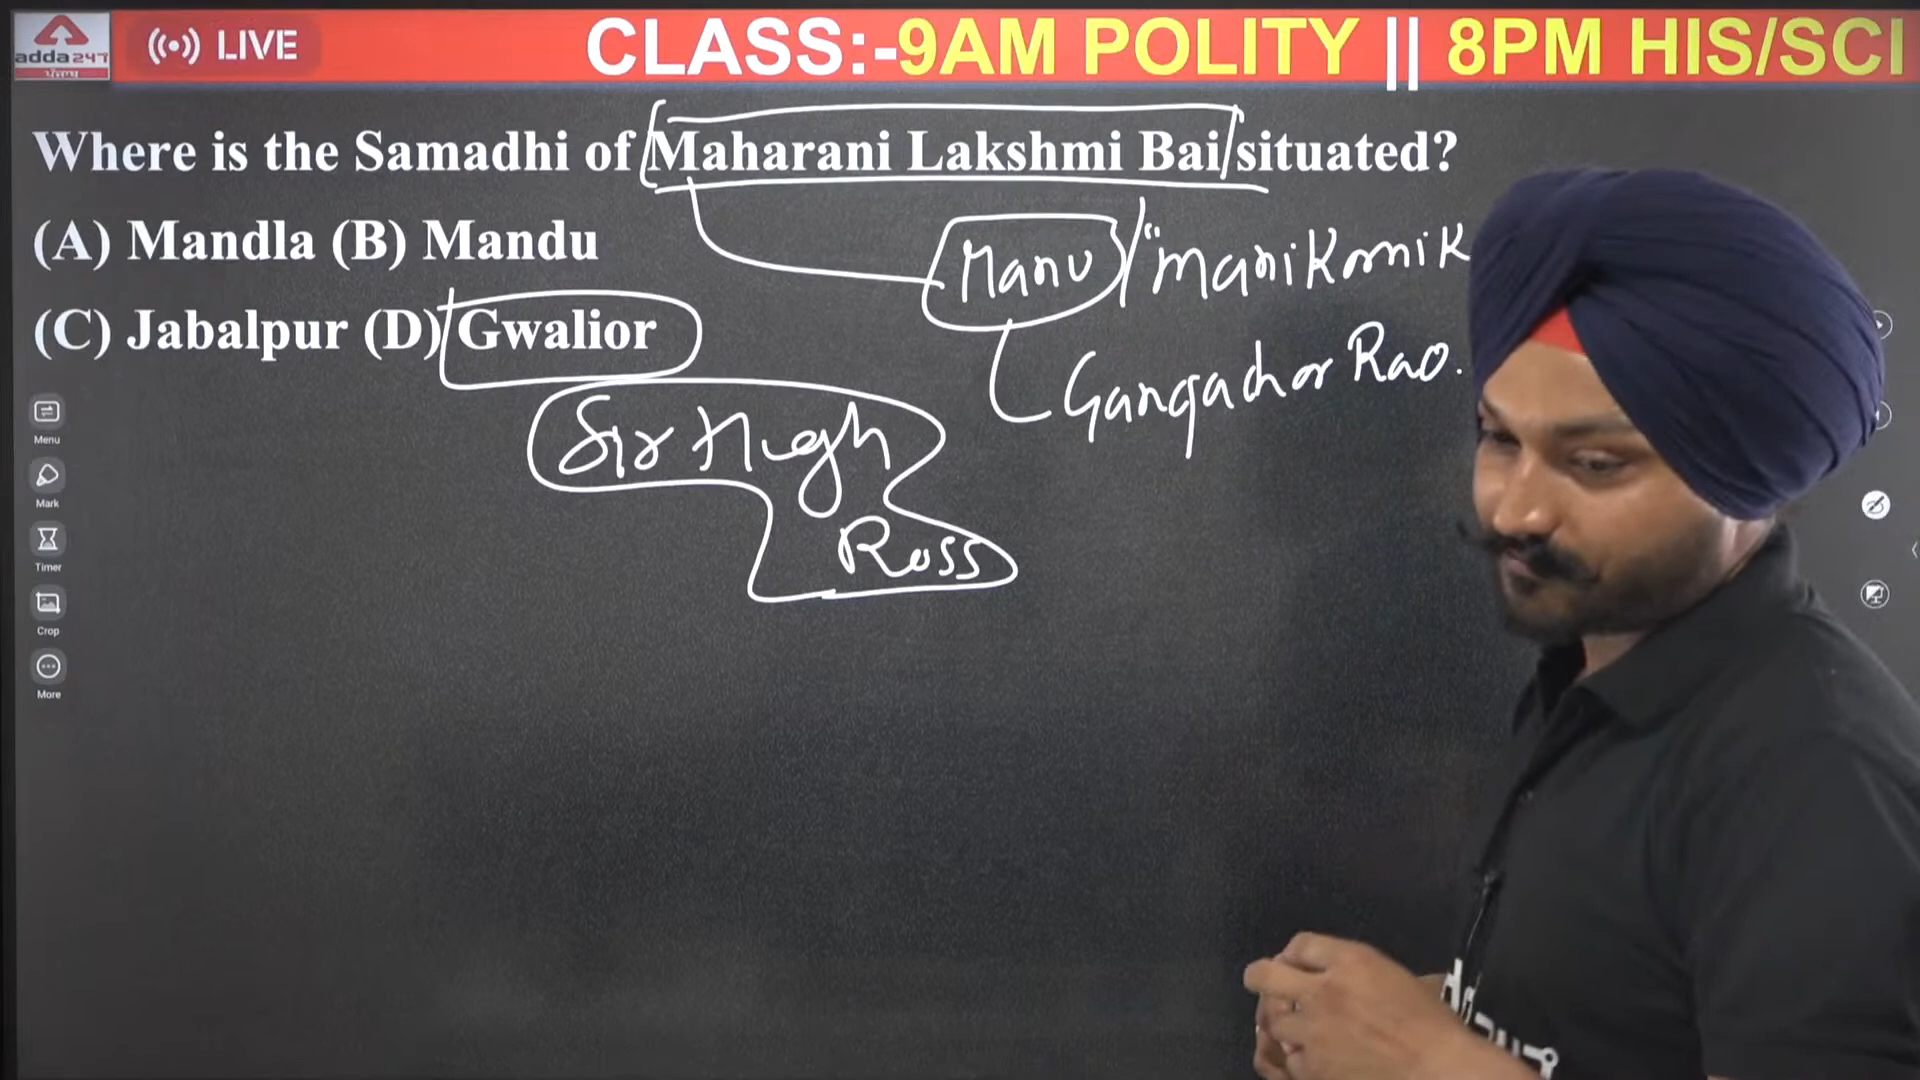 adda247
ਪੰਜਾਬ
LIVE
CLASS:-9AM POLITY || 8PM HIS/SCI
Where is the Samadhi of Maharani Lakshmi Bai situated?
(A) Mandla (B) Mandu
(C) Jabalpur (D) Gwalior
Manu / "Manikarnik
Gangadhar Rao.
Sir Hugh
Ross
Menu
Mark
Timer
Crop
More